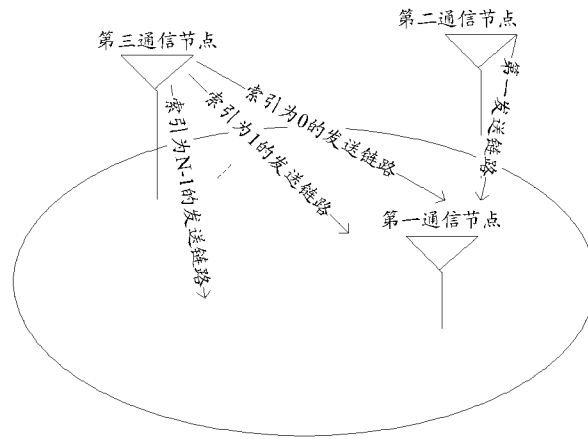 第三通信节点
第二通信节点
第一发送链路
索引为0的发送链路
索引为1的发送链路
索引为N-1的发送链路
第一通信节点